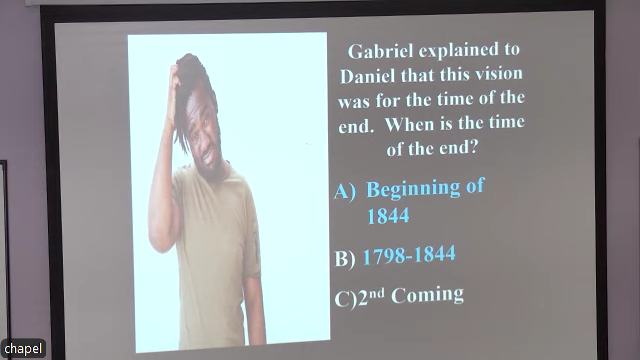 Gabriel explained to
Daniel that this vision
was for the time of the
end. When is the time
of the end?
A) Beginning of
1844
B) 1798-1844
C)2nd Coming
chapel